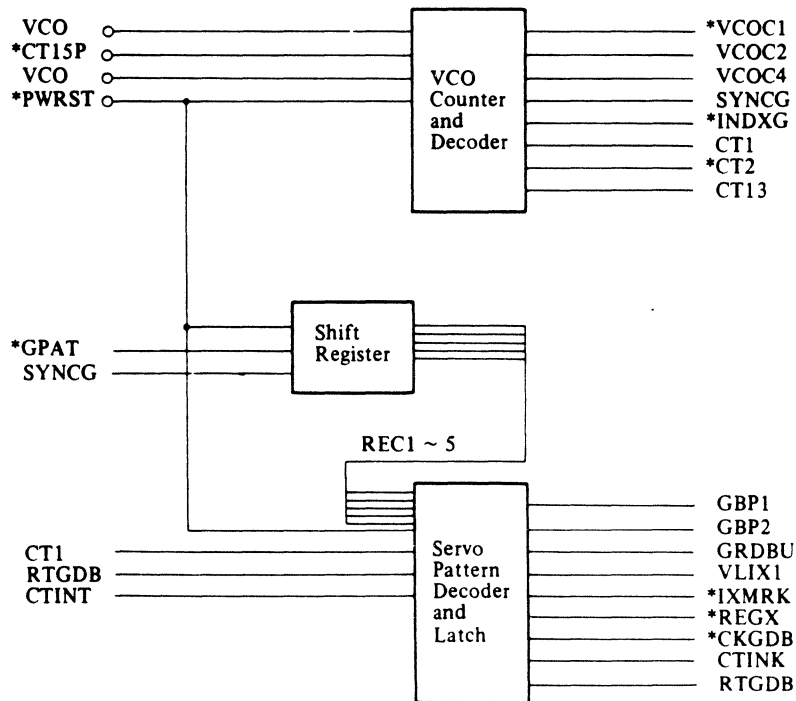 VCO
*CT15P
VCO
*PWRST
VCO
Counter
and
Decoder
*VCOC1
VCOC2
VCOC4
SYNCG
*INDXG
CT1
*CT2
CT13
*GPAT
SYNCG
Shift
Register
REC1 ~ 5
CT1
RTGDB
CTINT
Servo
Pattern
Decoder
and
Latch
GBP1
GBP2
GRDBU
VLIX1
*IXMRK
*REGX
*CKGDB
CTINK
RTGDB